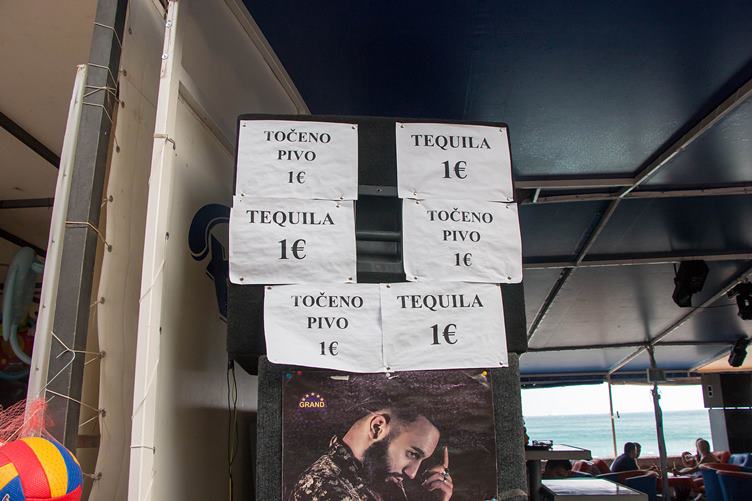 TOČENO
PIVO
1€
TEQUILA
1€
TEQUILA
1€
TOČENO
PIVO
1€
TOČENO
PIVO
1€
TEQUILA
1€
GRAND